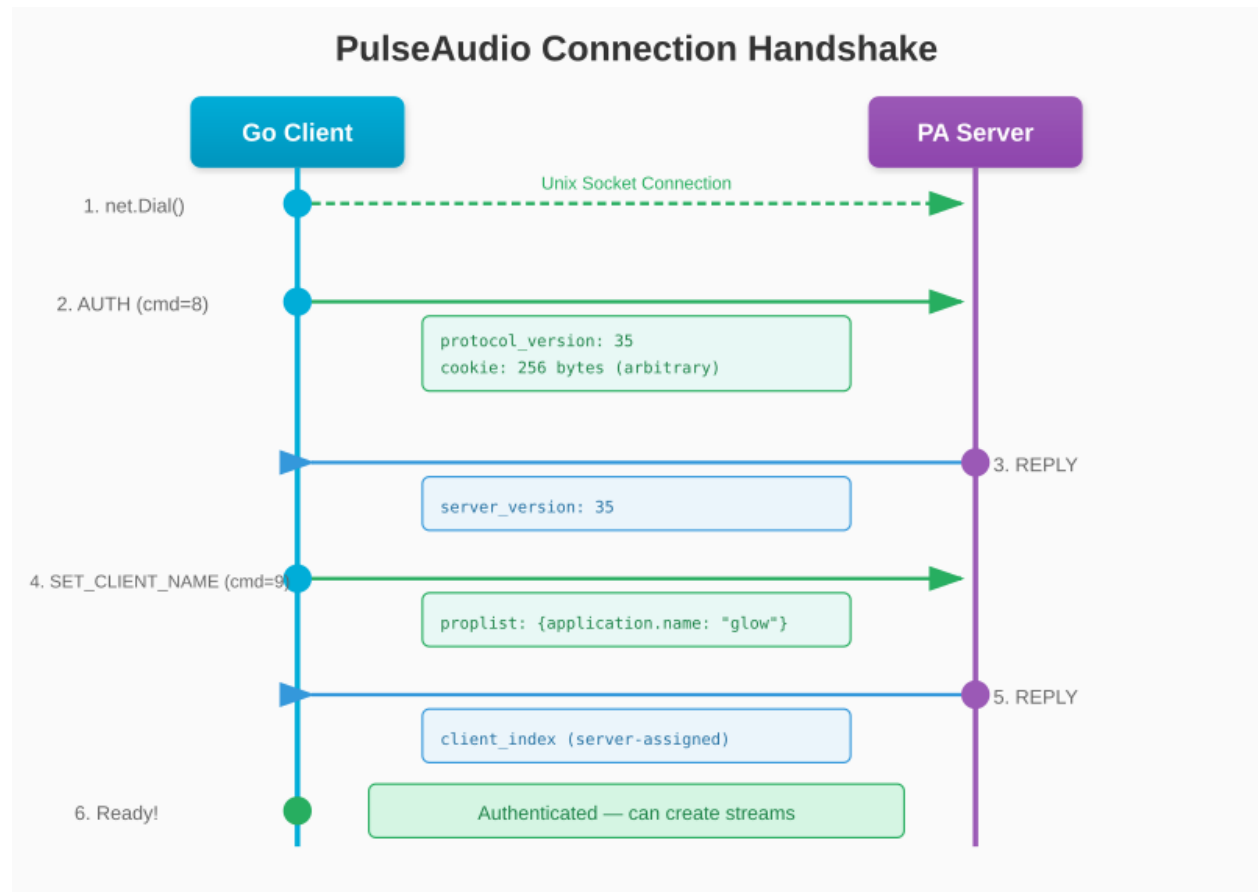 PulseAudio Connection Handshake
Go Client
PA Server
Unix Socket Connection
1. net.Dial()
2. AUTH (cmd=8)
protocol_version: 35
cookie: 256 bytes (arbitrary)
3. REPLY
server_version: 35
4. SET_CLIENT_NAME (cmd=9)
proplist: {application.name: "glow"}
5. REPLY
client_index (server-assigned)
6. Ready!
Authenticated — can create streams